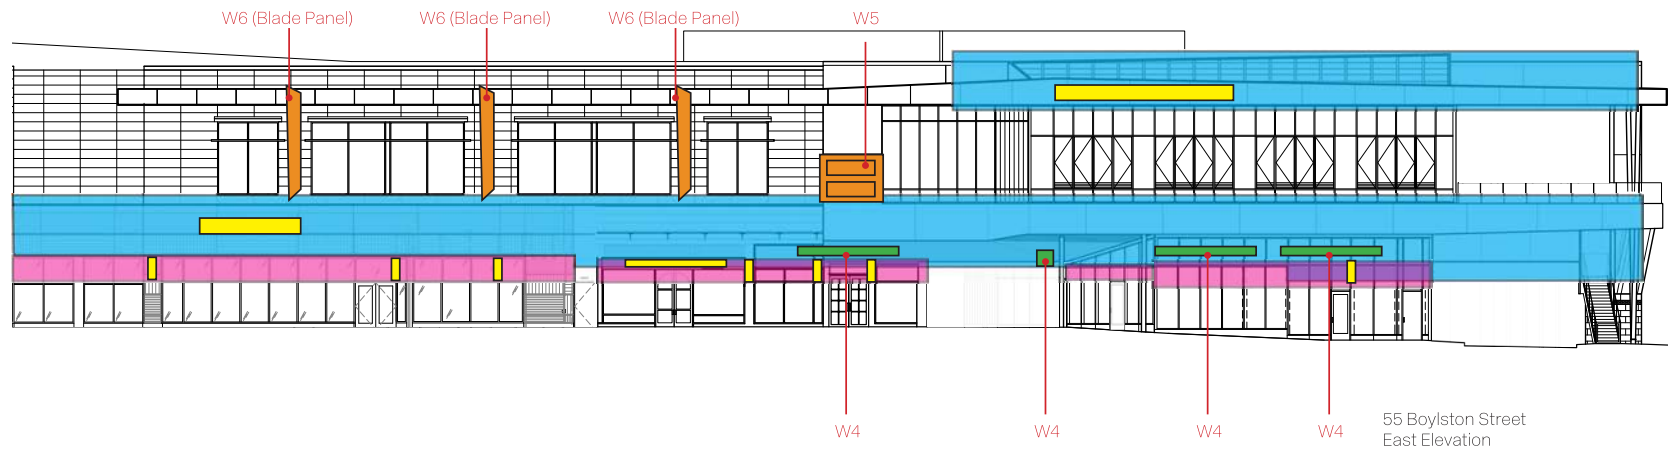 W6 (Blade Panel)
W6 (Blade Panel)
W6 (Blade Panel)
W5
W4
W4
W4
W4
55 Boylston Street
East Elevation